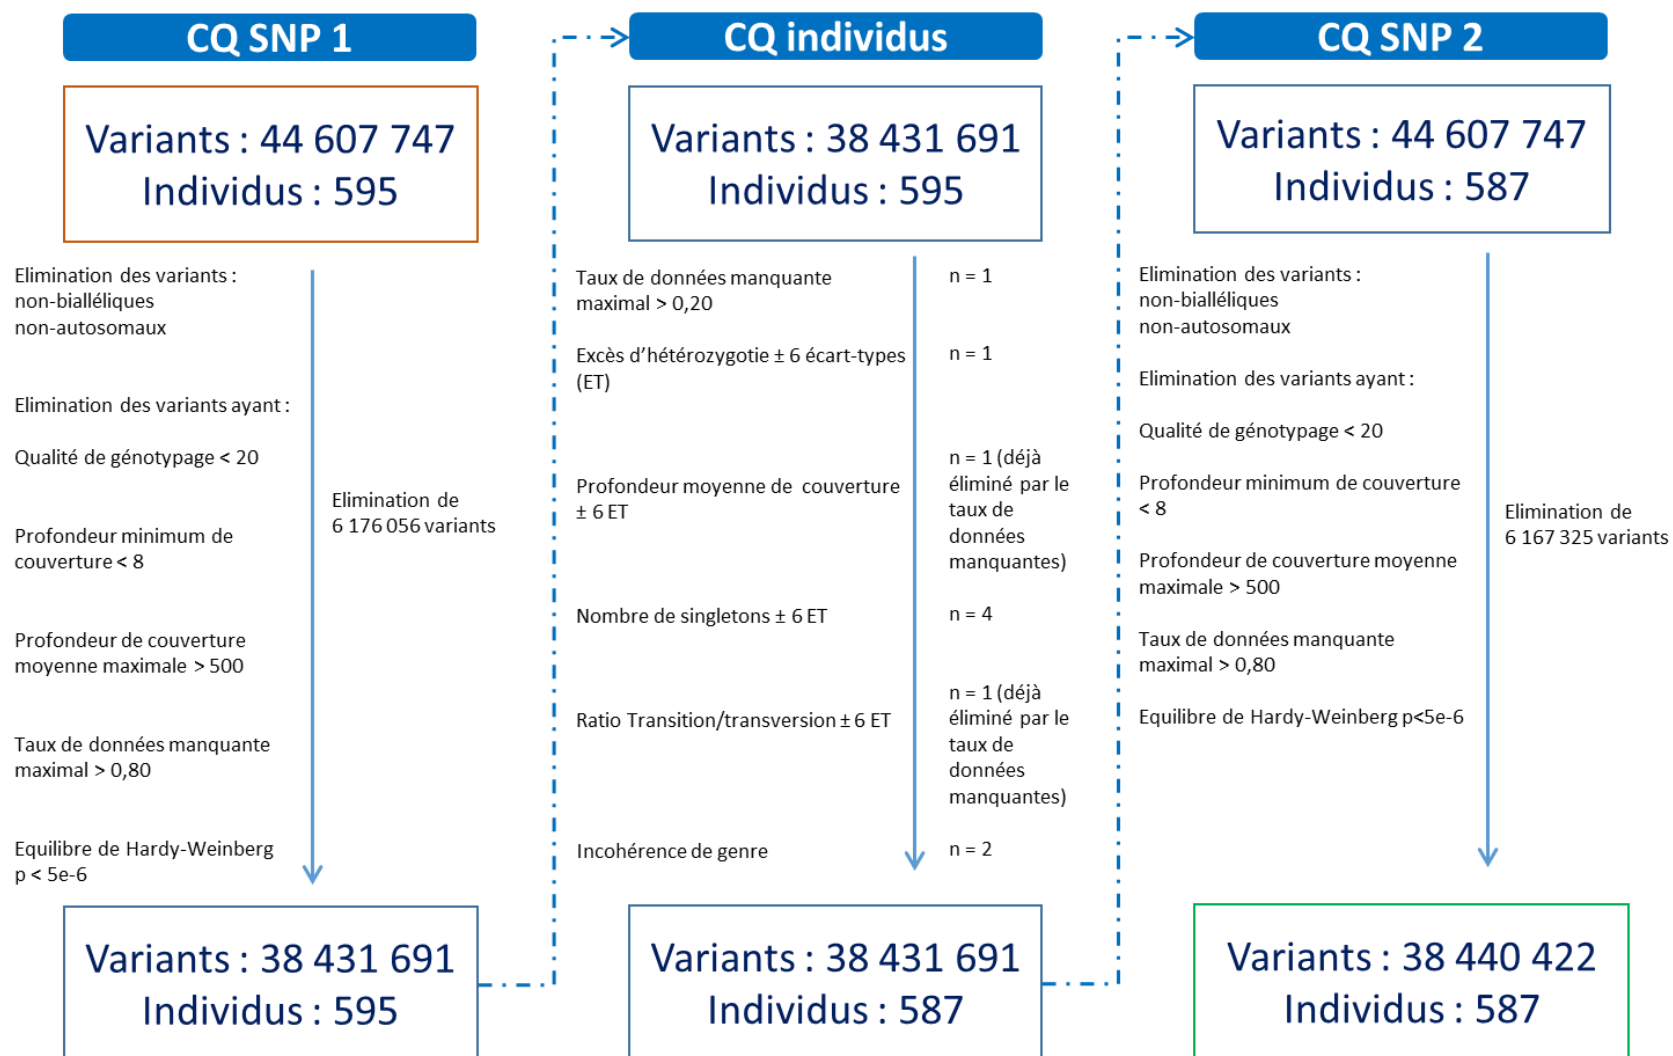 CQ SNP 1
Variants : 44 607 747
Individus : 595
Elimination des variants :
non-bialléliques
non-autosomaux
Elimination des variants ayant :
Qualité de génotypage < 20
Profondeur minimum de
couverture < 8
Profondeur de couverture
moyenne maximale > 500
Taux de données manquante
maximal > 0,80
Equilibre de Hardy-Weinberg
p < 5e-6
Elimination de
6 176 056 variants
Variants : 38 431 691
Individus : 595
CQ individus
Variants : 38 431 691
Individus : 595
Taux de données manquante
maximal > 0,20
n = 1
Excès d’hétérozygotie ± 6 écart-types
(ET)
n = 1
Profondeur moyenne de couverture
± 6 ET
n = 1 (déjà
éliminé par le
taux de
données
manquantes)
Nombre de singletons ± 6 ET
n = 4
Ratio Transition/transversion ± 6 ET
n = 1 (déjà
éliminé par le
taux de
données
manquantes)
Incohérence de genre
n = 2
Variants : 38 431 691
Individus : 587
CQ SNP 2
Variants : 44 607 747
Individus : 587
Elimination des variants :
non-bialléliques
non-autosomaux
Elimination des variants ayant :
Qualité de génotypage < 20
Profondeur minimum de couverture
< 8
Profondeur de couverture moyenne
maximale > 500
Taux de données manquante
maximal > 0,80
Equilibre de Hardy-Weinberg p<5e-6
Elimination de
6 167 325 variants
Variants : 38 440 422
Individus : 587